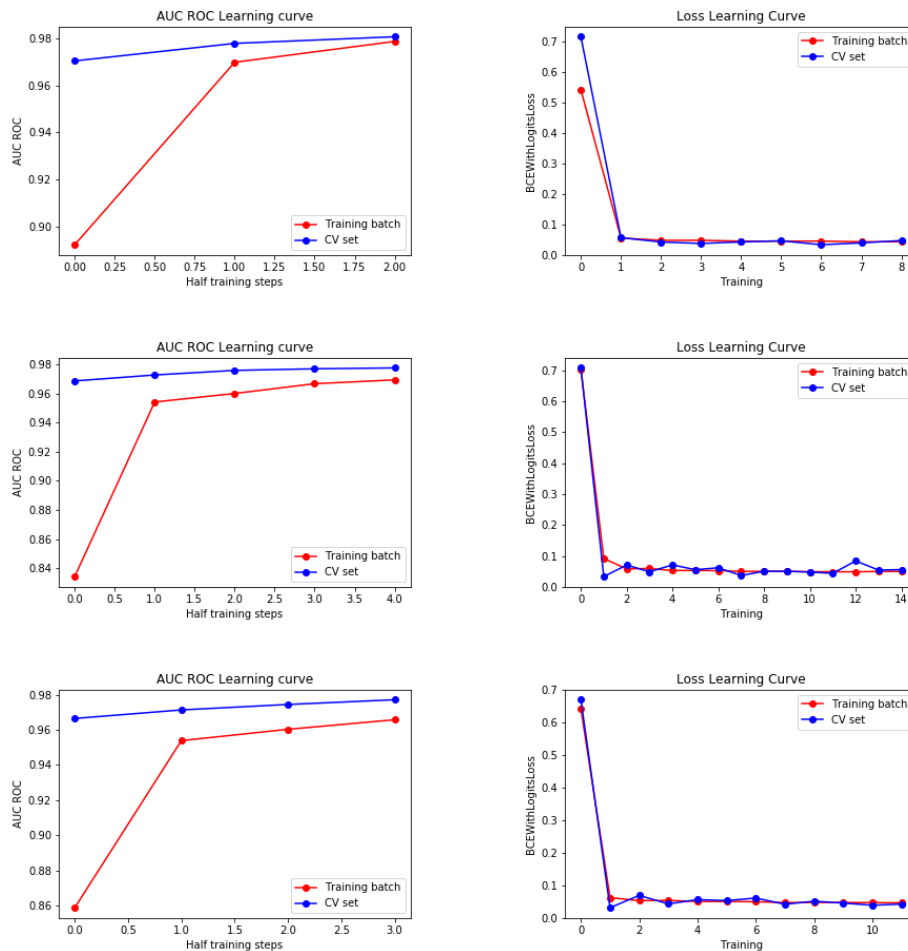 AUC ROC Learning curve
0.98
0.96
0.94
0.92
0.90
AUC ROC
Training batch
CV set
0.00 0.25 0.50 0.75 1.00 1.25 1.50 1.75 2.00
Half training steps
Loss Learning Curve
0.7
0.6
0.5
0.4
0.3
0.2
0.1
0.0
BCEWithLogitsLoss
Training batch
CV set
0 1 2 3 4 5 6 7 8
Training
AUC ROC Learning curve
0.98
0.96
0.94
0.92
0.90
0.88
0.86
0.84
AUC ROC
Training batch
CV set
0.0 0.5 1.0 1.5 2.0 2.5 3.0 3.5 4.0
Half training steps
Loss Learning Curve
0.7
0.6
0.5
0.4
0.3
0.2
0.1
0.0
BCEWithLogitsLoss
Training batch
CV set
0 2 4 6 8 10 12 14
Training
AUC ROC Learning curve
0.98
0.96
0.94
0.92
0.90
0.88
0.86
AUC ROC
Training batch
CV set
0.0 0.5 1.0 1.5 2.0 2.5 3.0
Half training steps
Loss Learning Curve
0.7
0.6
0.5
0.4
0.3
0.2
0.1
0.0
BCEWithLogitsLoss
Training batch
CV set
0 2 4 6 8 10
Training